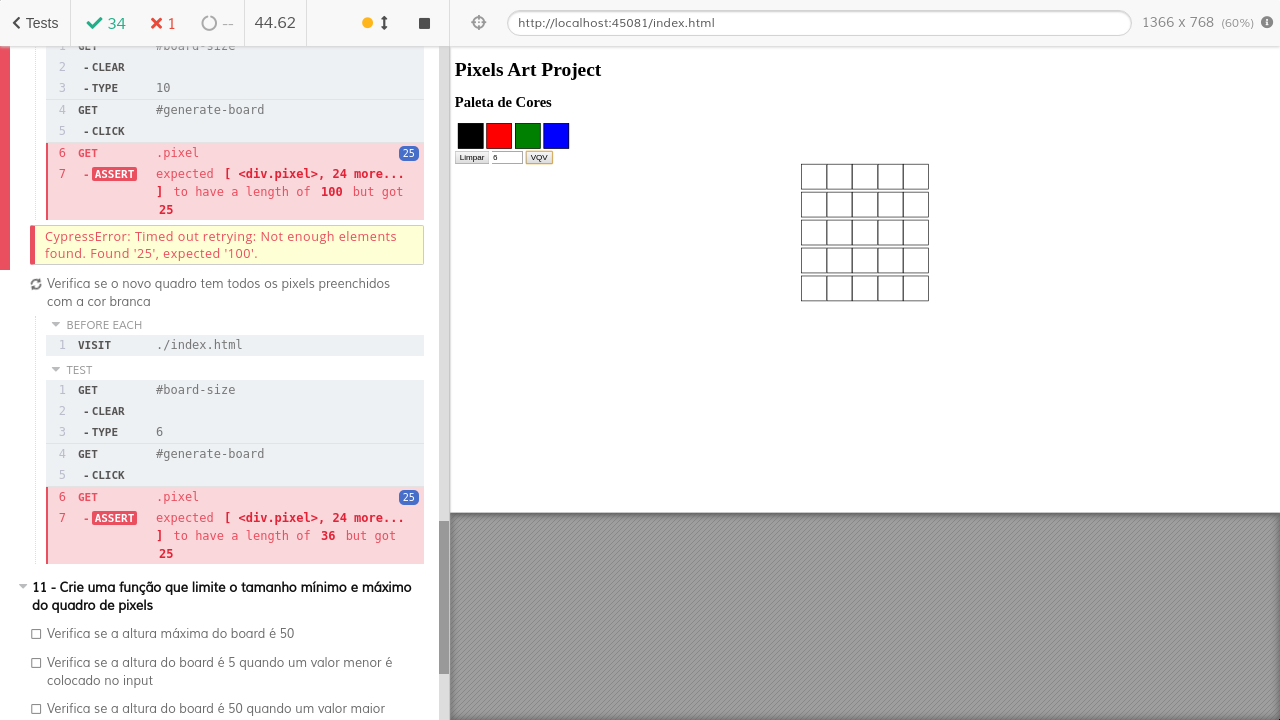 Tests 34 1 -- 44.62 http://localhost:45081/index.html 1366 x 768 (60%)
1 GET #board-size
2 - CLEAR
3 - TYPE 10
4 GET #generate-board
5 - CLICK
6 GET .pixel 25
7 - ASSERT expected [ <div.pixel>, 24 more...
] to have a length of 100 but got
25
CypressError: Timed out retrying: Not enough elements
found. Found '25', expected '100'.
Verifica se o novo quadro tem todos os pixels preenchidos
com a cor branca
BEFORE EACH
1 VISIT ./index.html
TEST
1 GET #board-size
2 - CLEAR
3 - TYPE 6
4 GET #generate-board
5 - CLICK
6 GET .pixel 25
7 - ASSERT expected [ <div.pixel>, 24 more...
] to have a length of 36 but got
25
11 - Crie uma função que limite o tamanho mínimo e máximo
do quadro de pixels
Verifica se a altura máxima do board é 50
Verifica se a altura do board é 5 quando um valor menor é
colocado no input
Verifica se a altura do board é 50 quando um valor maior
Pixels Art Project
Paleta de Cores
Limpar 6 VQV